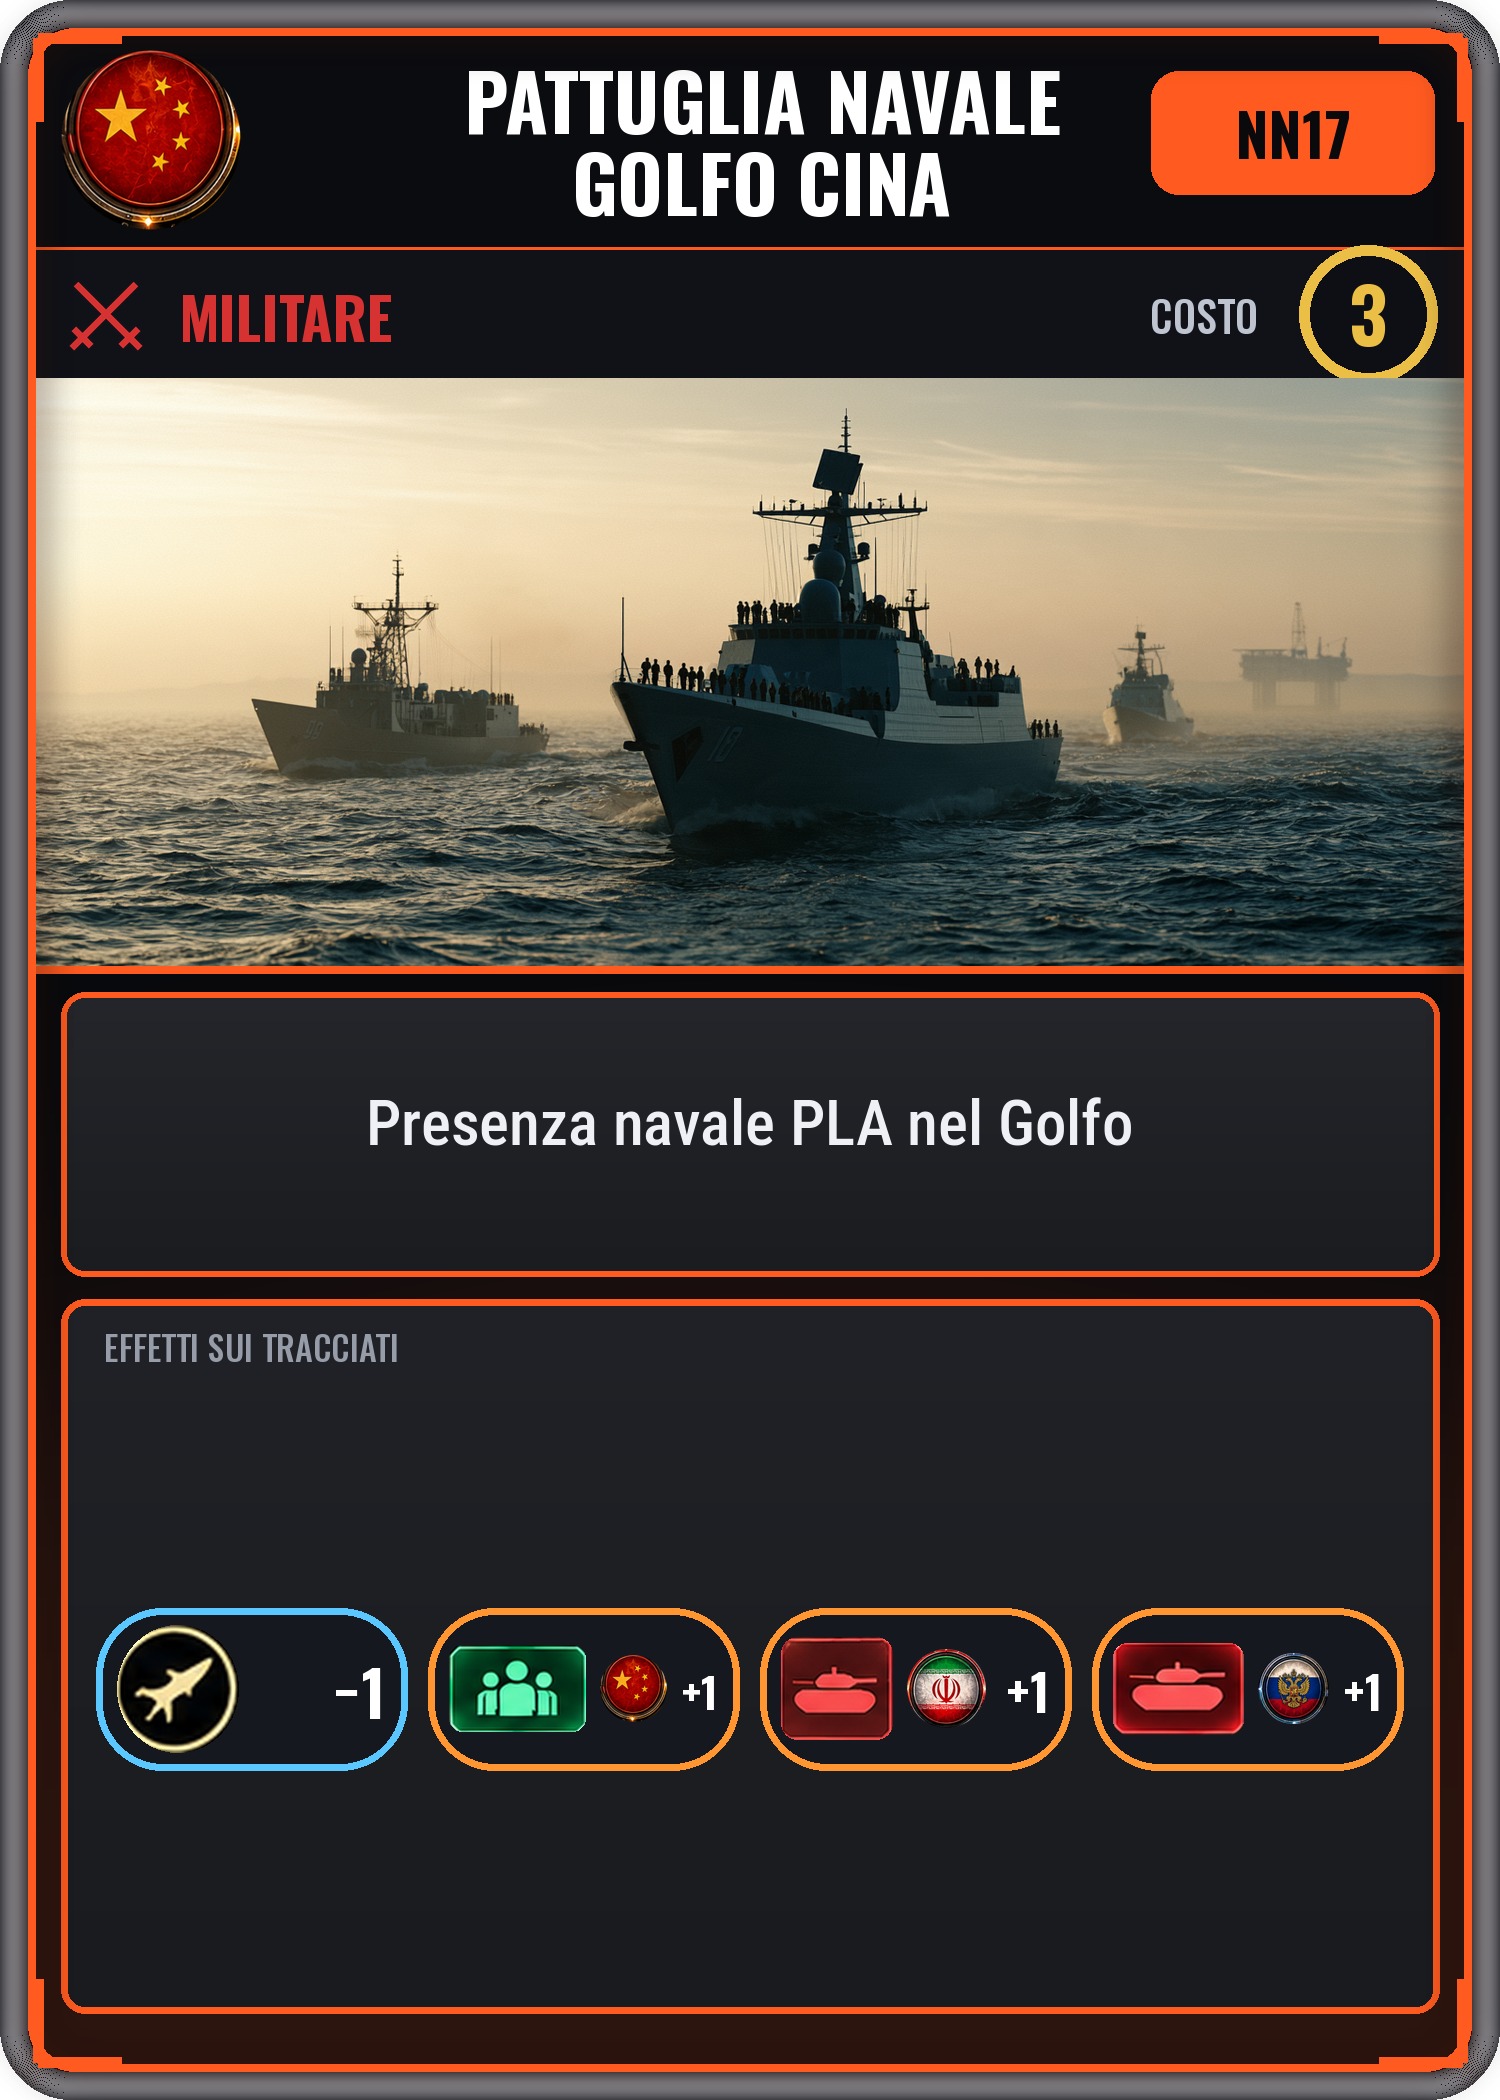 PATTUGLIA NAVALE
GOLFO CINA
NN17
MILITARE
COSTO
3
Presenza navale PLA nel Golfo
EFFETTI SUI TRACCIATI
-1
+1
+1
+1